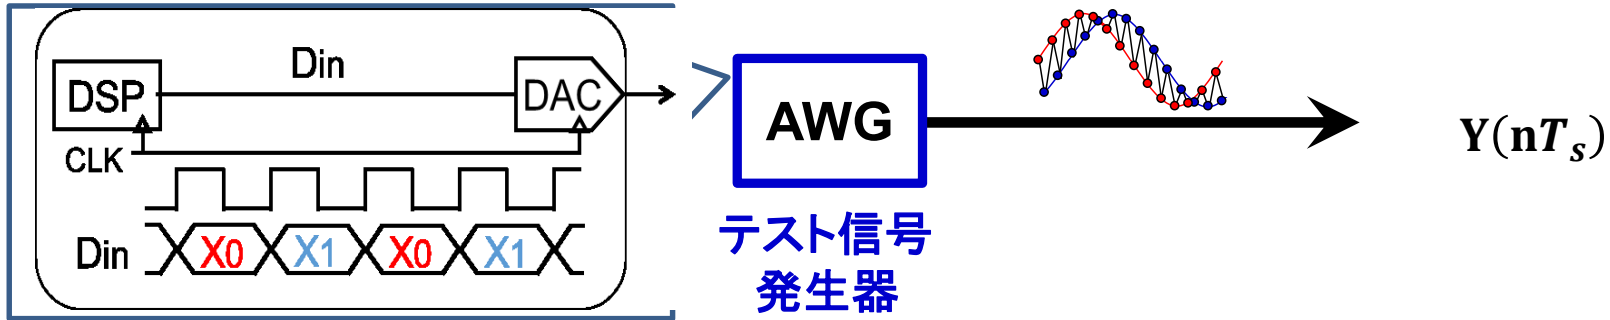 Din
DSP
DAC
CLK
Din X0 X1 X0 X1
AWG
テスト信号
発生器
Y(nTₛ)